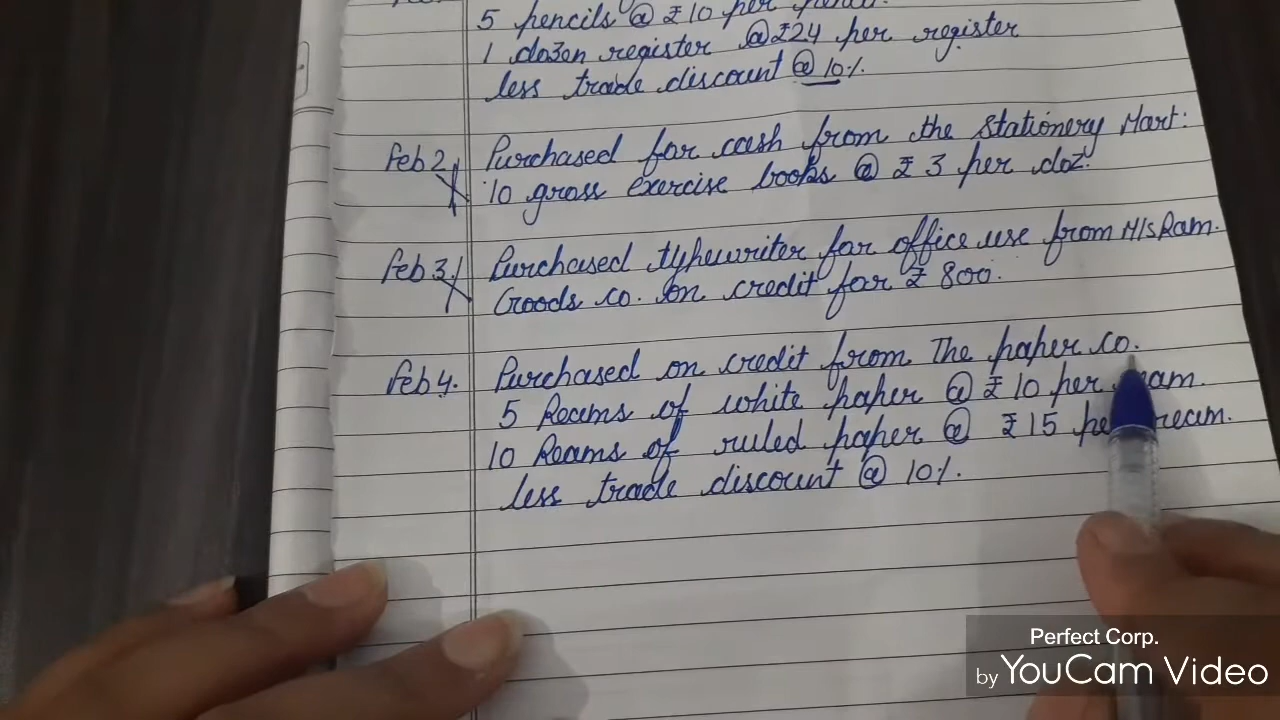 5 pencils @ ₹10 per
1 dozen register @ ₹24 per register
less trade discount @ 10%.
Feb 2 Purchased for cash from the Stationery Mart:
10 gross exercise books @ ₹ 3 per doz.
Feb 3. Purchased typewriter for office use from M/s Ram.
Goods co. on credit for ₹ 800.
Feb 4. Purchased on credit from The paper co.
5 Reams of white paper @ ₹ 10 per
10 Reams of ruled paper @ ₹ 15 ream.
less trade discount @ 10%.
Perfect Corp.
by YouCam Video